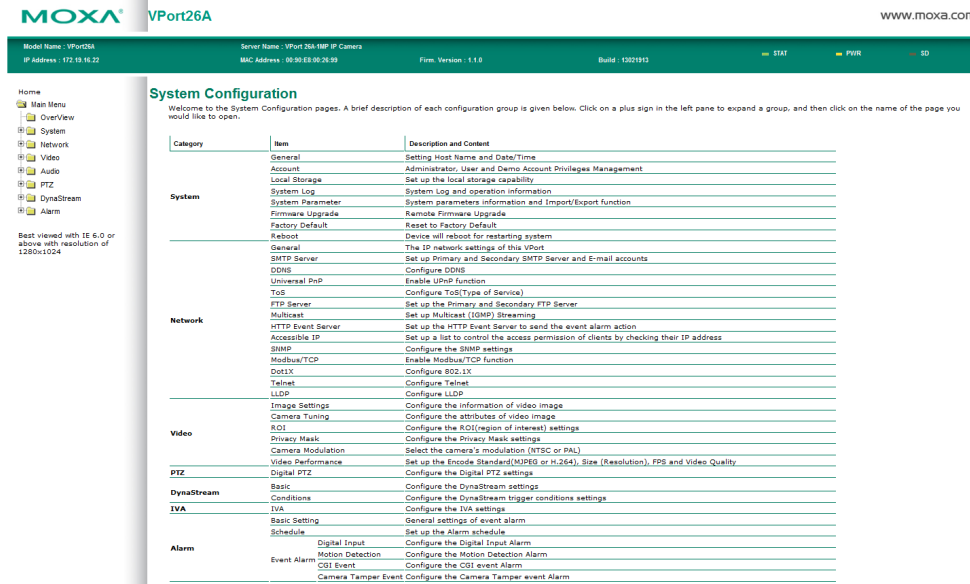 MOXA® VPort26A www.moxa.com
Model Name : VPort26A Server Name : VPort 26A-1MP IP Camera
IP Address : 172.19.16.22 MAC Address : 00:90:E8:00:26:99 Firm. Version : 1.1.0 Build : 13021913 STAT PWR SD
Home
Main Menu
OverView
System
Network
Video
Audio
PTZ
DynaStream
Alarm
Best viewed with IE 6.0 or
above with resolution of
1280x1024
System Configuration
Welcome to the System Configuration pages. A brief description of each configuration group is given below. Click on a plus sign in the left pane to expand a group, and then click on the name of the page you
would like to open.
Category Item Description and Content
System
General Setting Host Name and Date/Time
Account Administrator, User and Demo Account Privileges Management
Local Storage Set up the local storage capability
System Log System Log and operation information
System Parameter System parameters information and Import/Export function
Firmware Upgrade Remote Firmware Upgrade
Factory Default Reset to Factory Default
Reboot Device will reboot for restarting system
Network
General The IP network settings of this VPort
SMTP Server Set up Primary and Secondary SMTP Server and E-mail accounts
DDNS Configure DDNS
Universal PnP Enable UPnP function
ToS Configure ToS(Type of Service)
FTP Server Set up the Primary and Secondary FTP Server
Multicast Set up Multicast (IGMP) Streaming
HTTP Event Server Set up the HTTP Event Server to send the event alarm action
Accessible IP Set up a list to control the access permission of clients by checking their IP address
SNMP Configure the SNMP settings
Modbus/TCP Enable Modbus/TCP function
Dot1X Configure 802.1X
Telnet Configure Telnet
LLDP Configure LLDP
Video
Image Settings Configure the information of video image
Camera Tuning Configure the attributes of video image
ROI Configure the ROI(region of interest) settings
Privacy Mask Configure the Privacy Mask settings
Camera Modulation Select the camera's modulation (NTSC or PAL)
Video Performance Set up the Encode Standard(MJPEG or H.264), Size (Resolution), FPS and Video Quality
PTZ Digital PTZ Configure the Digital PTZ settings
DynaStream
Basic Configure the DynaStream settings
Conditions Configure the DynaStream trigger conditions settings
IVA IVA Configure the IVA settings
Alarm
Basic Setting General settings of event alarm
Schedule Set up the Alarm schedule
Event Alarm
Digital Input Configure the Digital Input Alarm
Motion Detection Configure the Motion Detection Alarm
CGI Event Configure the CGI event Alarm
Camera Tamper Event Configure the Camera Tamper event Alarm